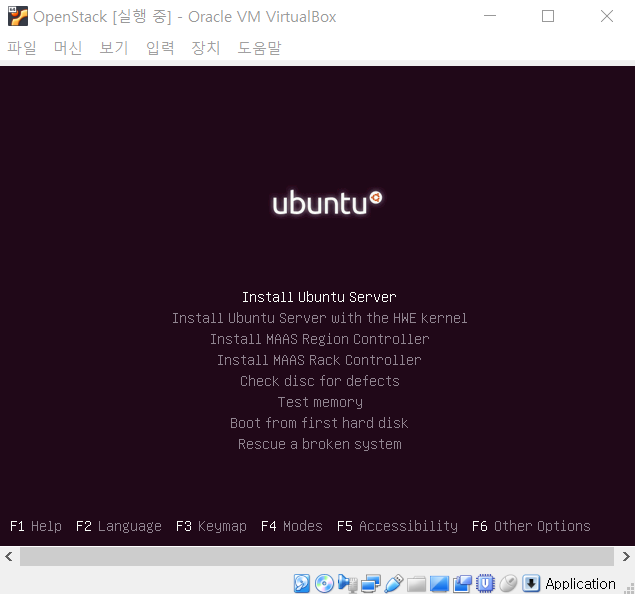 OpenStack [실행 중] - Oracle VM VirtualBox
파일 머신 보기 입력 장치 도움말
ubuntu
Install Ubuntu Server
Install Ubuntu Server with the HWE kernel
Install MAAS Region Controller
Install MAAS Rack Controller
Check disc for defects
Test memory
Boot from first hard disk
Rescue a broken system
F1 Help F2 Language F3 Keymap F4 Modes F5 Accessibility F6 Other Options
Application